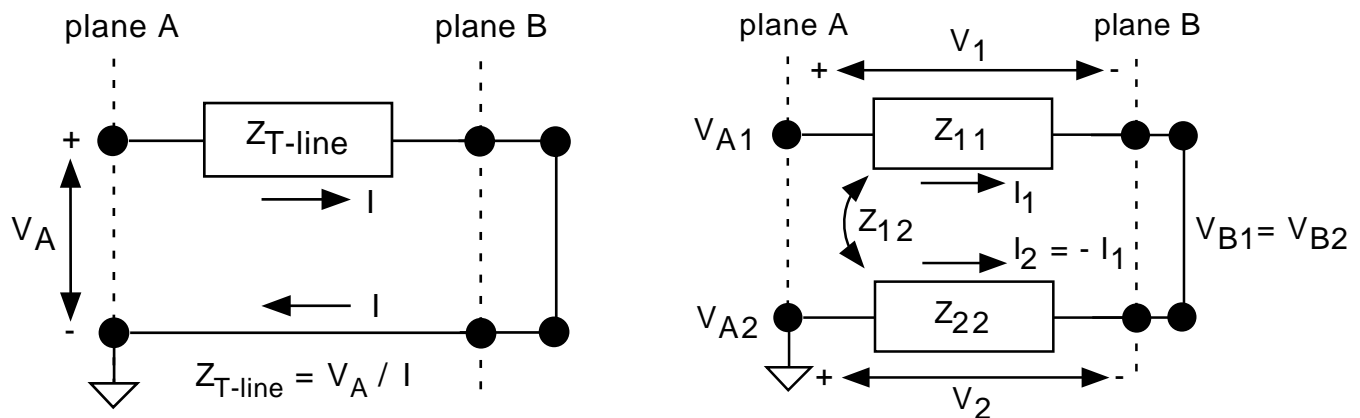 plane A
plane B
+
Z_T-line
I
V_A
I
-
Z_T-line = V_A / I
plane A
V_1
plane B
+
-
V_A1
Z_11
I_1
Z_12
V_B1 = V_B2
I_2 = - I_1
V_A2
Z_22
+
-
V_2